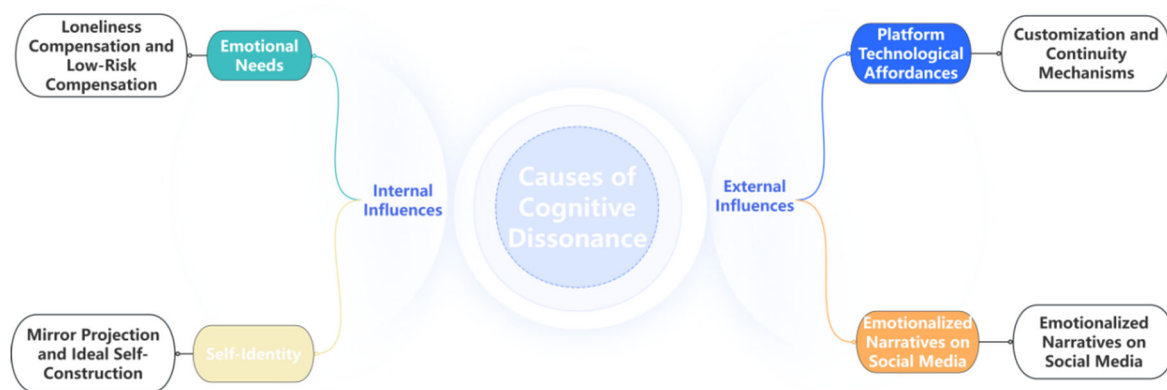 Loneliness
Compensation and
Low-Risk
Compensation
Emotional
Needs
Platform
Technological
Affordances
Customization and
Continuity
Mechanisms
Internal
Influences
Causes of
Cognitive
Dissonance
External
Influences
Mirror Projection
and Ideal Self-
Construction
Self-Identity
Emotionalized
Narratives on
Social Media
Emotionalized
Narratives on
Social Media